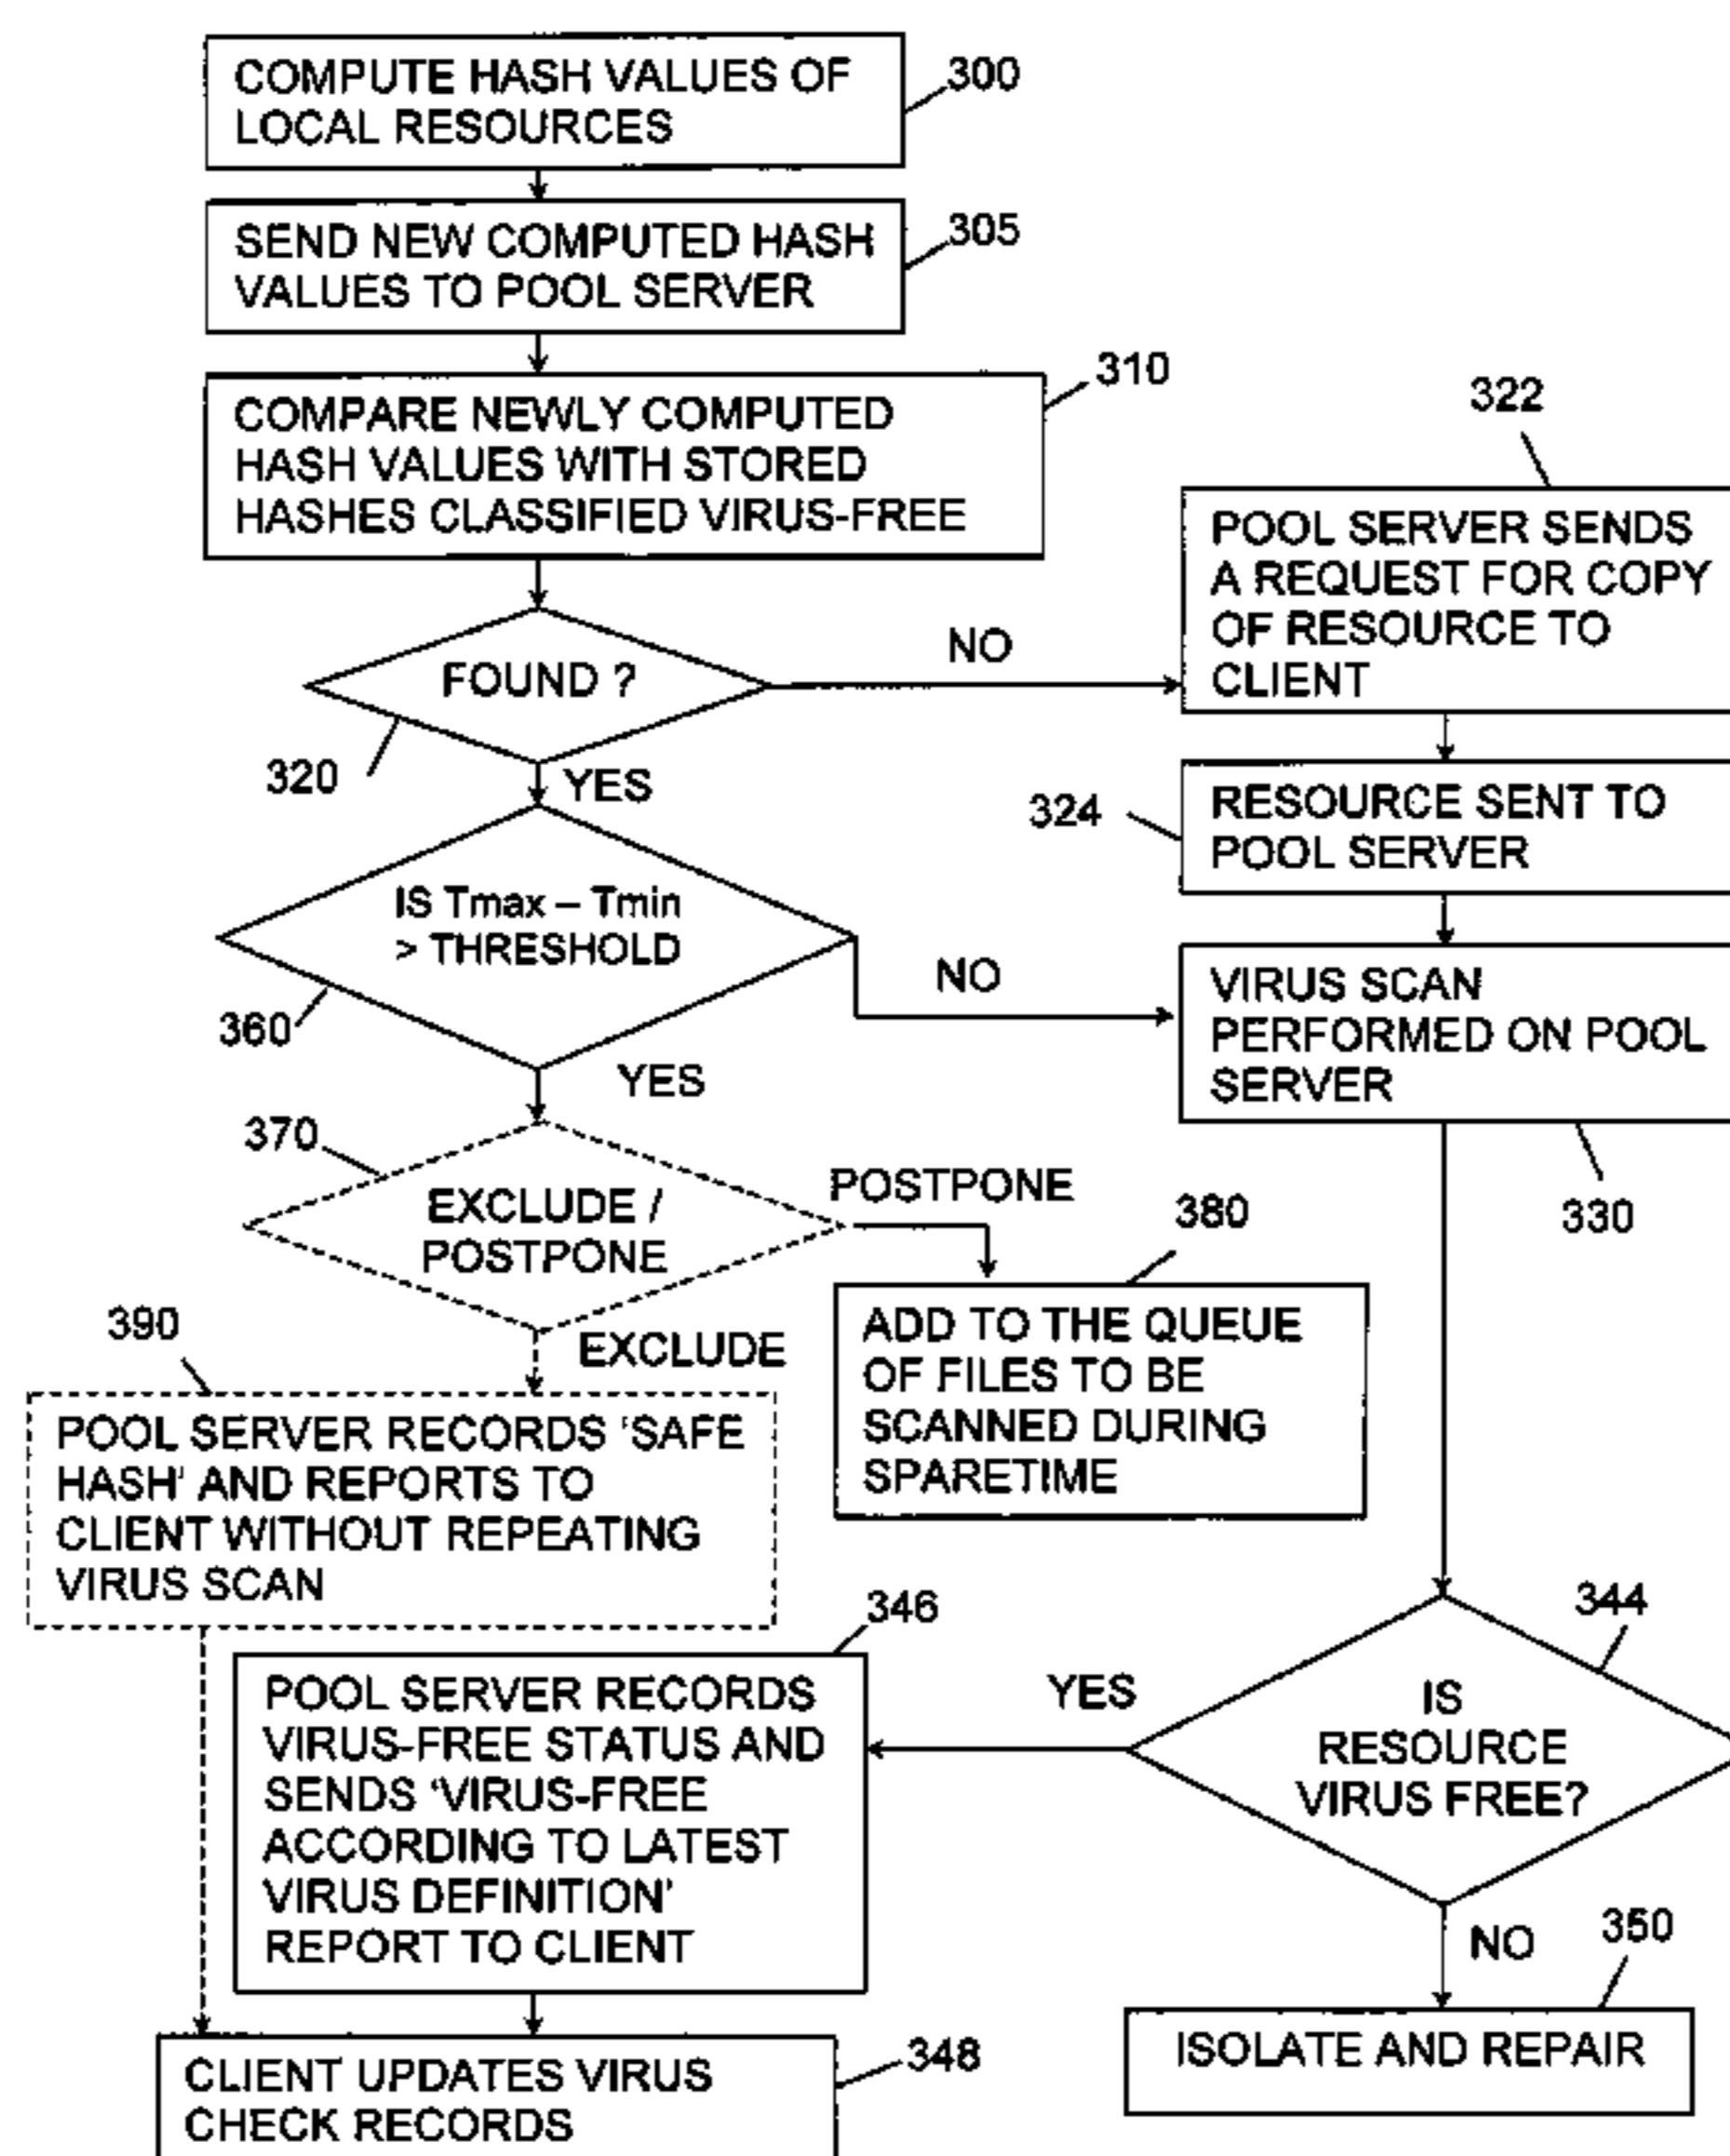 COMPUTE HASH VALUES OF
LOCAL RESOURCES
300
SEND NEW COMPUTED HASH
VALUES TO POOL SERVER
305
COMPARE NEWLY COMPUTED
HASH VALUES WITH STORED
HASHES CLASSIFIED VIRUS-FREE
310
322
POOL SERVER SENDS
A REQUEST FOR COPY
OF RESOURCE TO
CLIENT
FOUND ?
NO
320
YES
324
RESOURCE SENT TO
POOL SERVER
IS Tmax – Tmin
> THRESHOLD
360
NO
YES
VIRUS SCAN
PERFORMED ON POOL
SERVER
330
370
EXCLUDE /
POSTPONE
POSTPONE
380
EXCLUDE
ADD TO THE QUEUE
OF FILES TO BE
SCANNED DURING
SPARETIME
390
POOL SERVER RECORDS 'SAFE
HASH' AND REPORTS TO
CLIENT WITHOUT REPEATING
VIRUS SCAN
344
IS
RESOURCE
VIRUS FREE?
YES
346
POOL SERVER RECORDS
VIRUS-FREE STATUS AND
SENDS 'VIRUS-FREE
ACCORDING TO LATEST
VIRUS DEFINITION'
REPORT TO CLIENT
NO
350
ISOLATE AND REPAIR
348
CLIENT UPDATES VIRUS
CHECK RECORDS